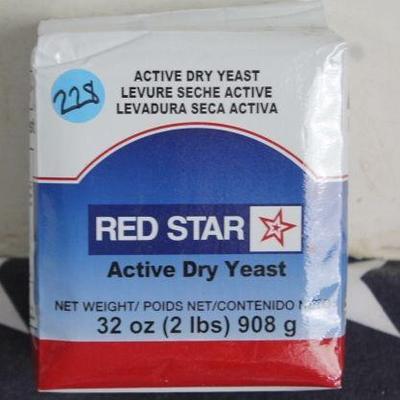 228
ACTIVE DRY YEAST
LEVURE SECHE ACTIVE
LEVADURA SECA ACTIVA
RED STAR
Active Dry Yeast
NET WEIGHT/ POIDS NET/CONTENIDO
32 oz (2 lbs) 908 g